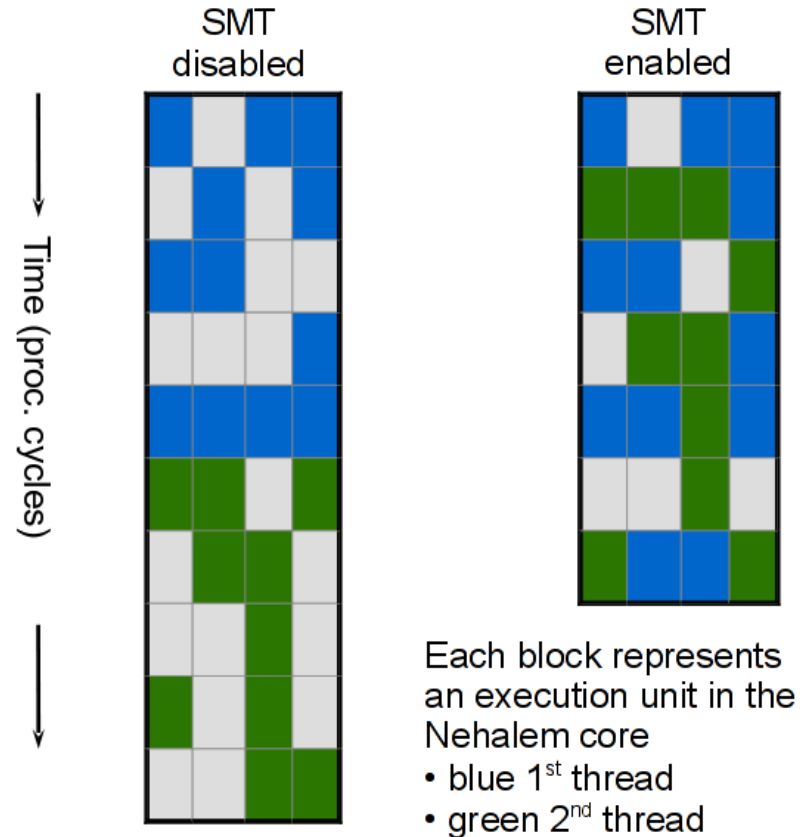 SMT
disabled
SMT
enabled
Time (proc. cycles)
Each block represents
an execution unit in the
Nehalem core
• blue 1st thread
• green 2nd thread